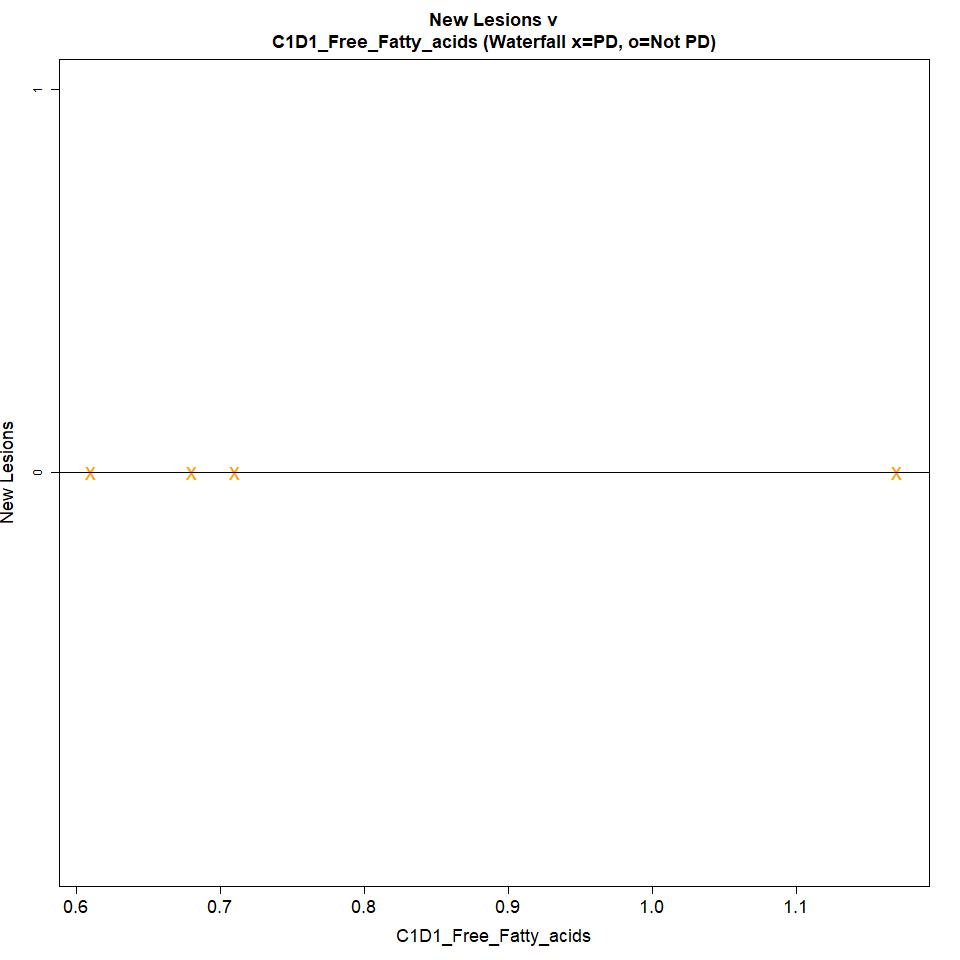 New Lesions v
C1D1_Free_Fatty_acids (Waterfall x=PD, o=Not PD)
1
New Lesions
0
x x x x
0.6 0.7 0.8 0.9 1.0 1.1
C1D1_Free_Fatty_acids